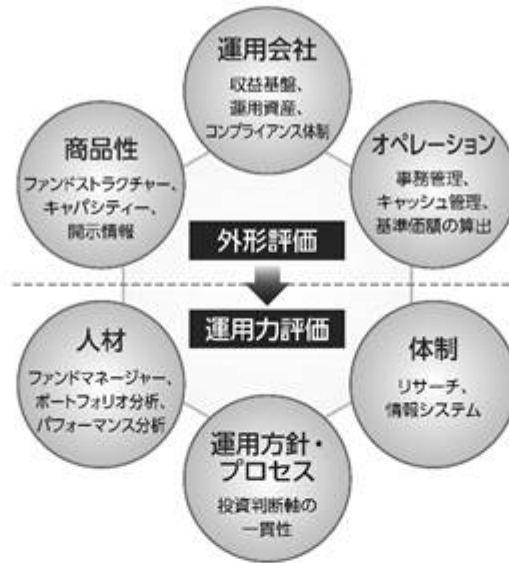 運用会社
収益基盤、
運用資産、
コンプライアンス体制
商品性
ファンドストラクチャー、
キャパシティー、
開示情報
オペレーション
事務管理、
キャッシュ管理、
基準価額の算出
外形評価
運用力評価
人材
ファンドマネージャー、
ポートフォリオ分析、
パフォーマンス分析
体制
リサーチ、
情報システム
運用方針・
プロセス
投資判断軸の
一貫性